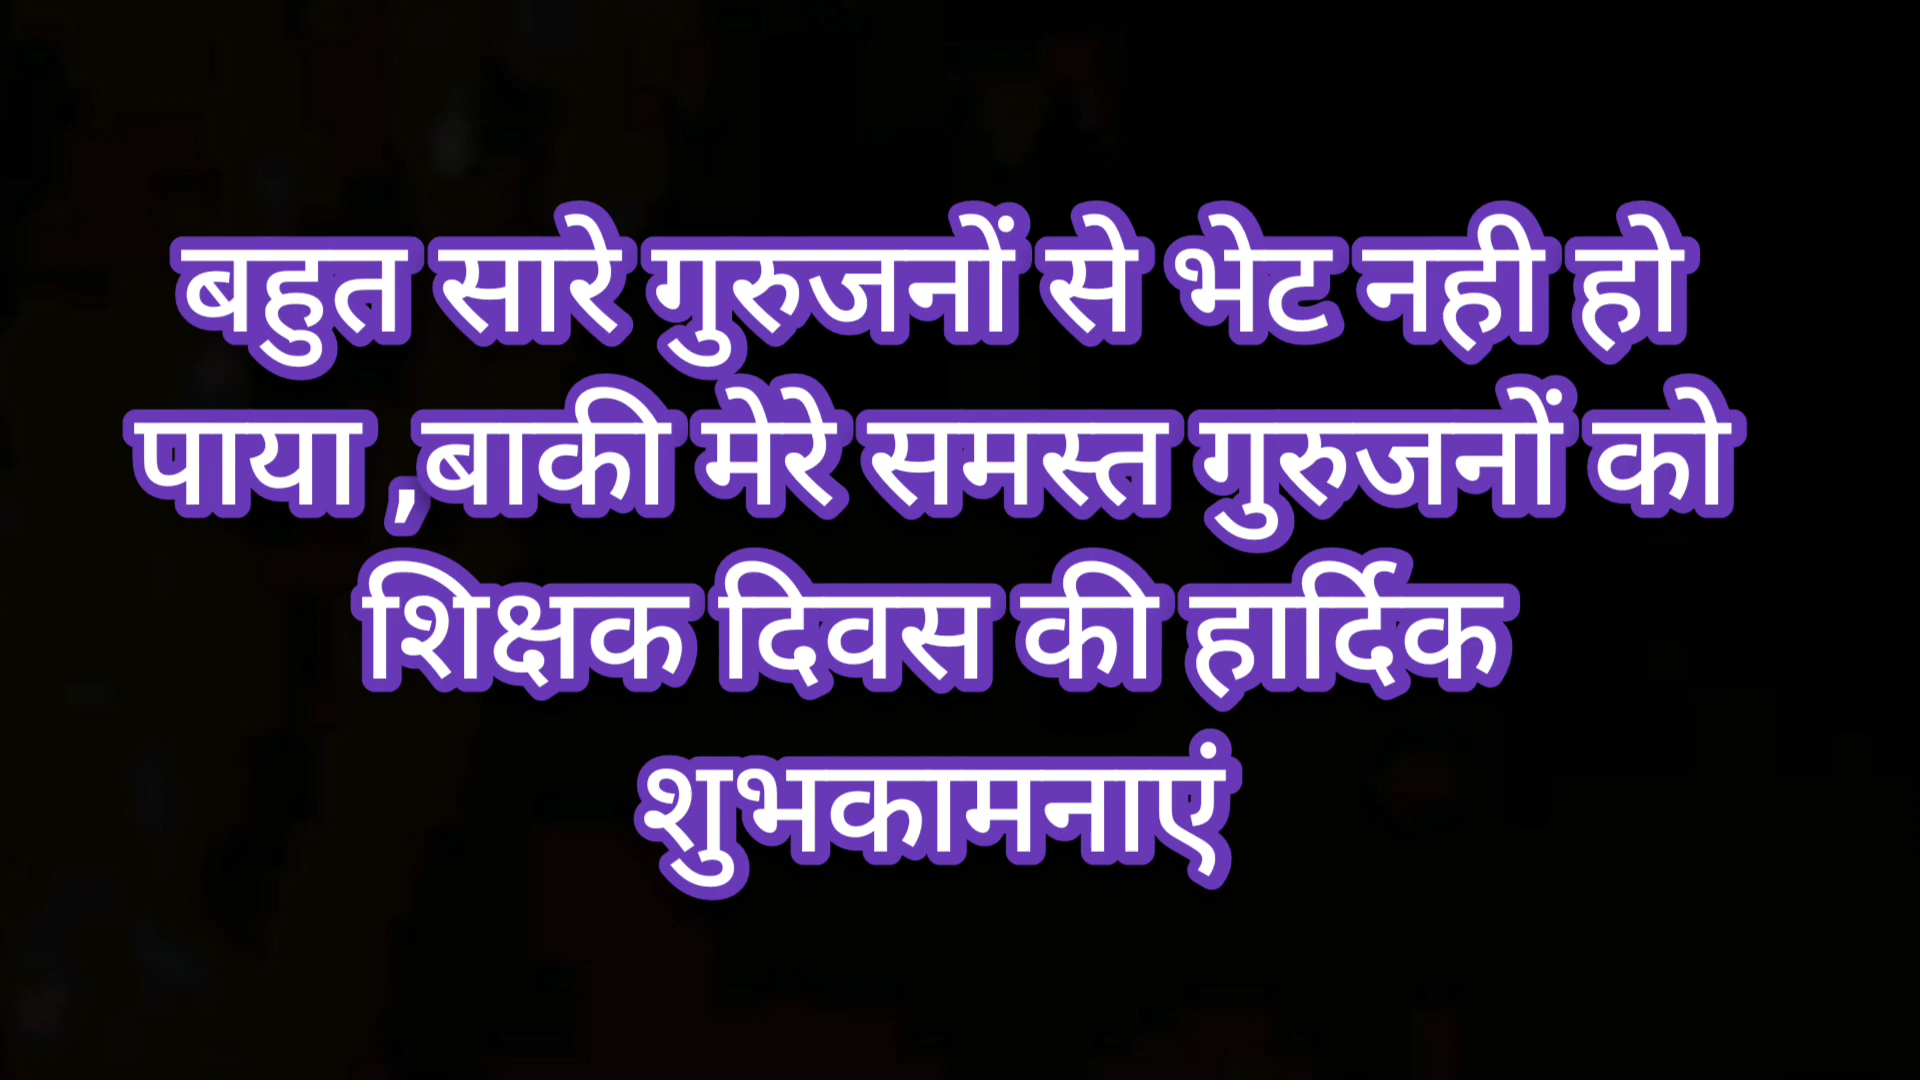 बहुत सारे गुरुजनों से भेट नही हो
पाया ,बाकी मेरे समस्त गुरुजनों को
शिक्षक दिवस की हार्दिक
शुभकामनाएं